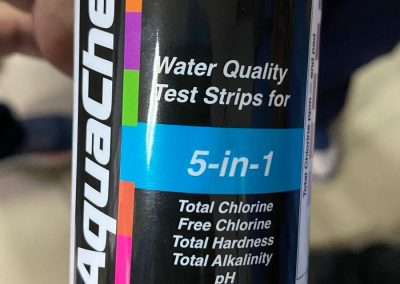 AquaChe
Water Quality
Test Strips for
5-in-1
Total Chlorine
Free Chlorine
Total Hardness
Total Alkalinity
pH